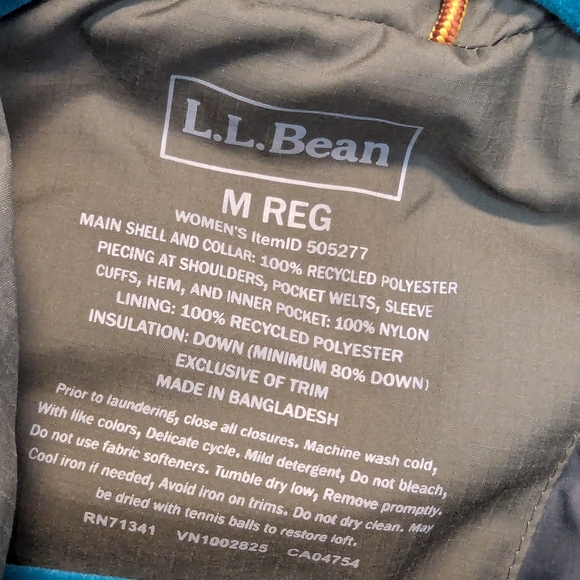 L.L.Bean
M REG
WOMEN'S ItemID 505277
MAIN SHELL AND COLLAR: 100% RECYCLED POLYESTER
PIECING AT SHOULDERS, POCKET WELTS, SLEEVE
CUFFS, HEM, AND INNER POCKET: 100% NYLON
LINING: 100% RECYCLED POLYESTER
INSULATION: DOWN (MINIMUM 80% DOWN)
EXCLUSIVE OF TRIM
MADE IN BANGLADESH
Prior to laundering, close all closures. Machine wash cold,
With like colors, Delicate cycle. Mild detergent, Do not bleach,
Do not use fabric softeners. Tumble dry low, Remove promptly.
Cool iron if needed, Avoid iron on trims. Do not dry clean. May
be dried with tennis balls to restore loft.
RN71341 VN1002625 CA04754